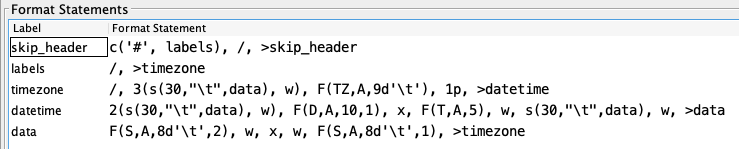 Format Statements
Label Format Statement
skip_header c('#', labels), /, >skip_header
labels /, >timezone
timezone /, 3(s(30,"\t",data), w), F(TZ,A,9d'\t'), 1p, >datetime
datetime 2(s(30,"\t",data), w), F(D,A,10,1), x, F(T,A,5), w, s(30,"\t",data), w, >data
data F(S,A,8d'\t',2), w, x, w, F(S,A,8d'\t',1), >timezone